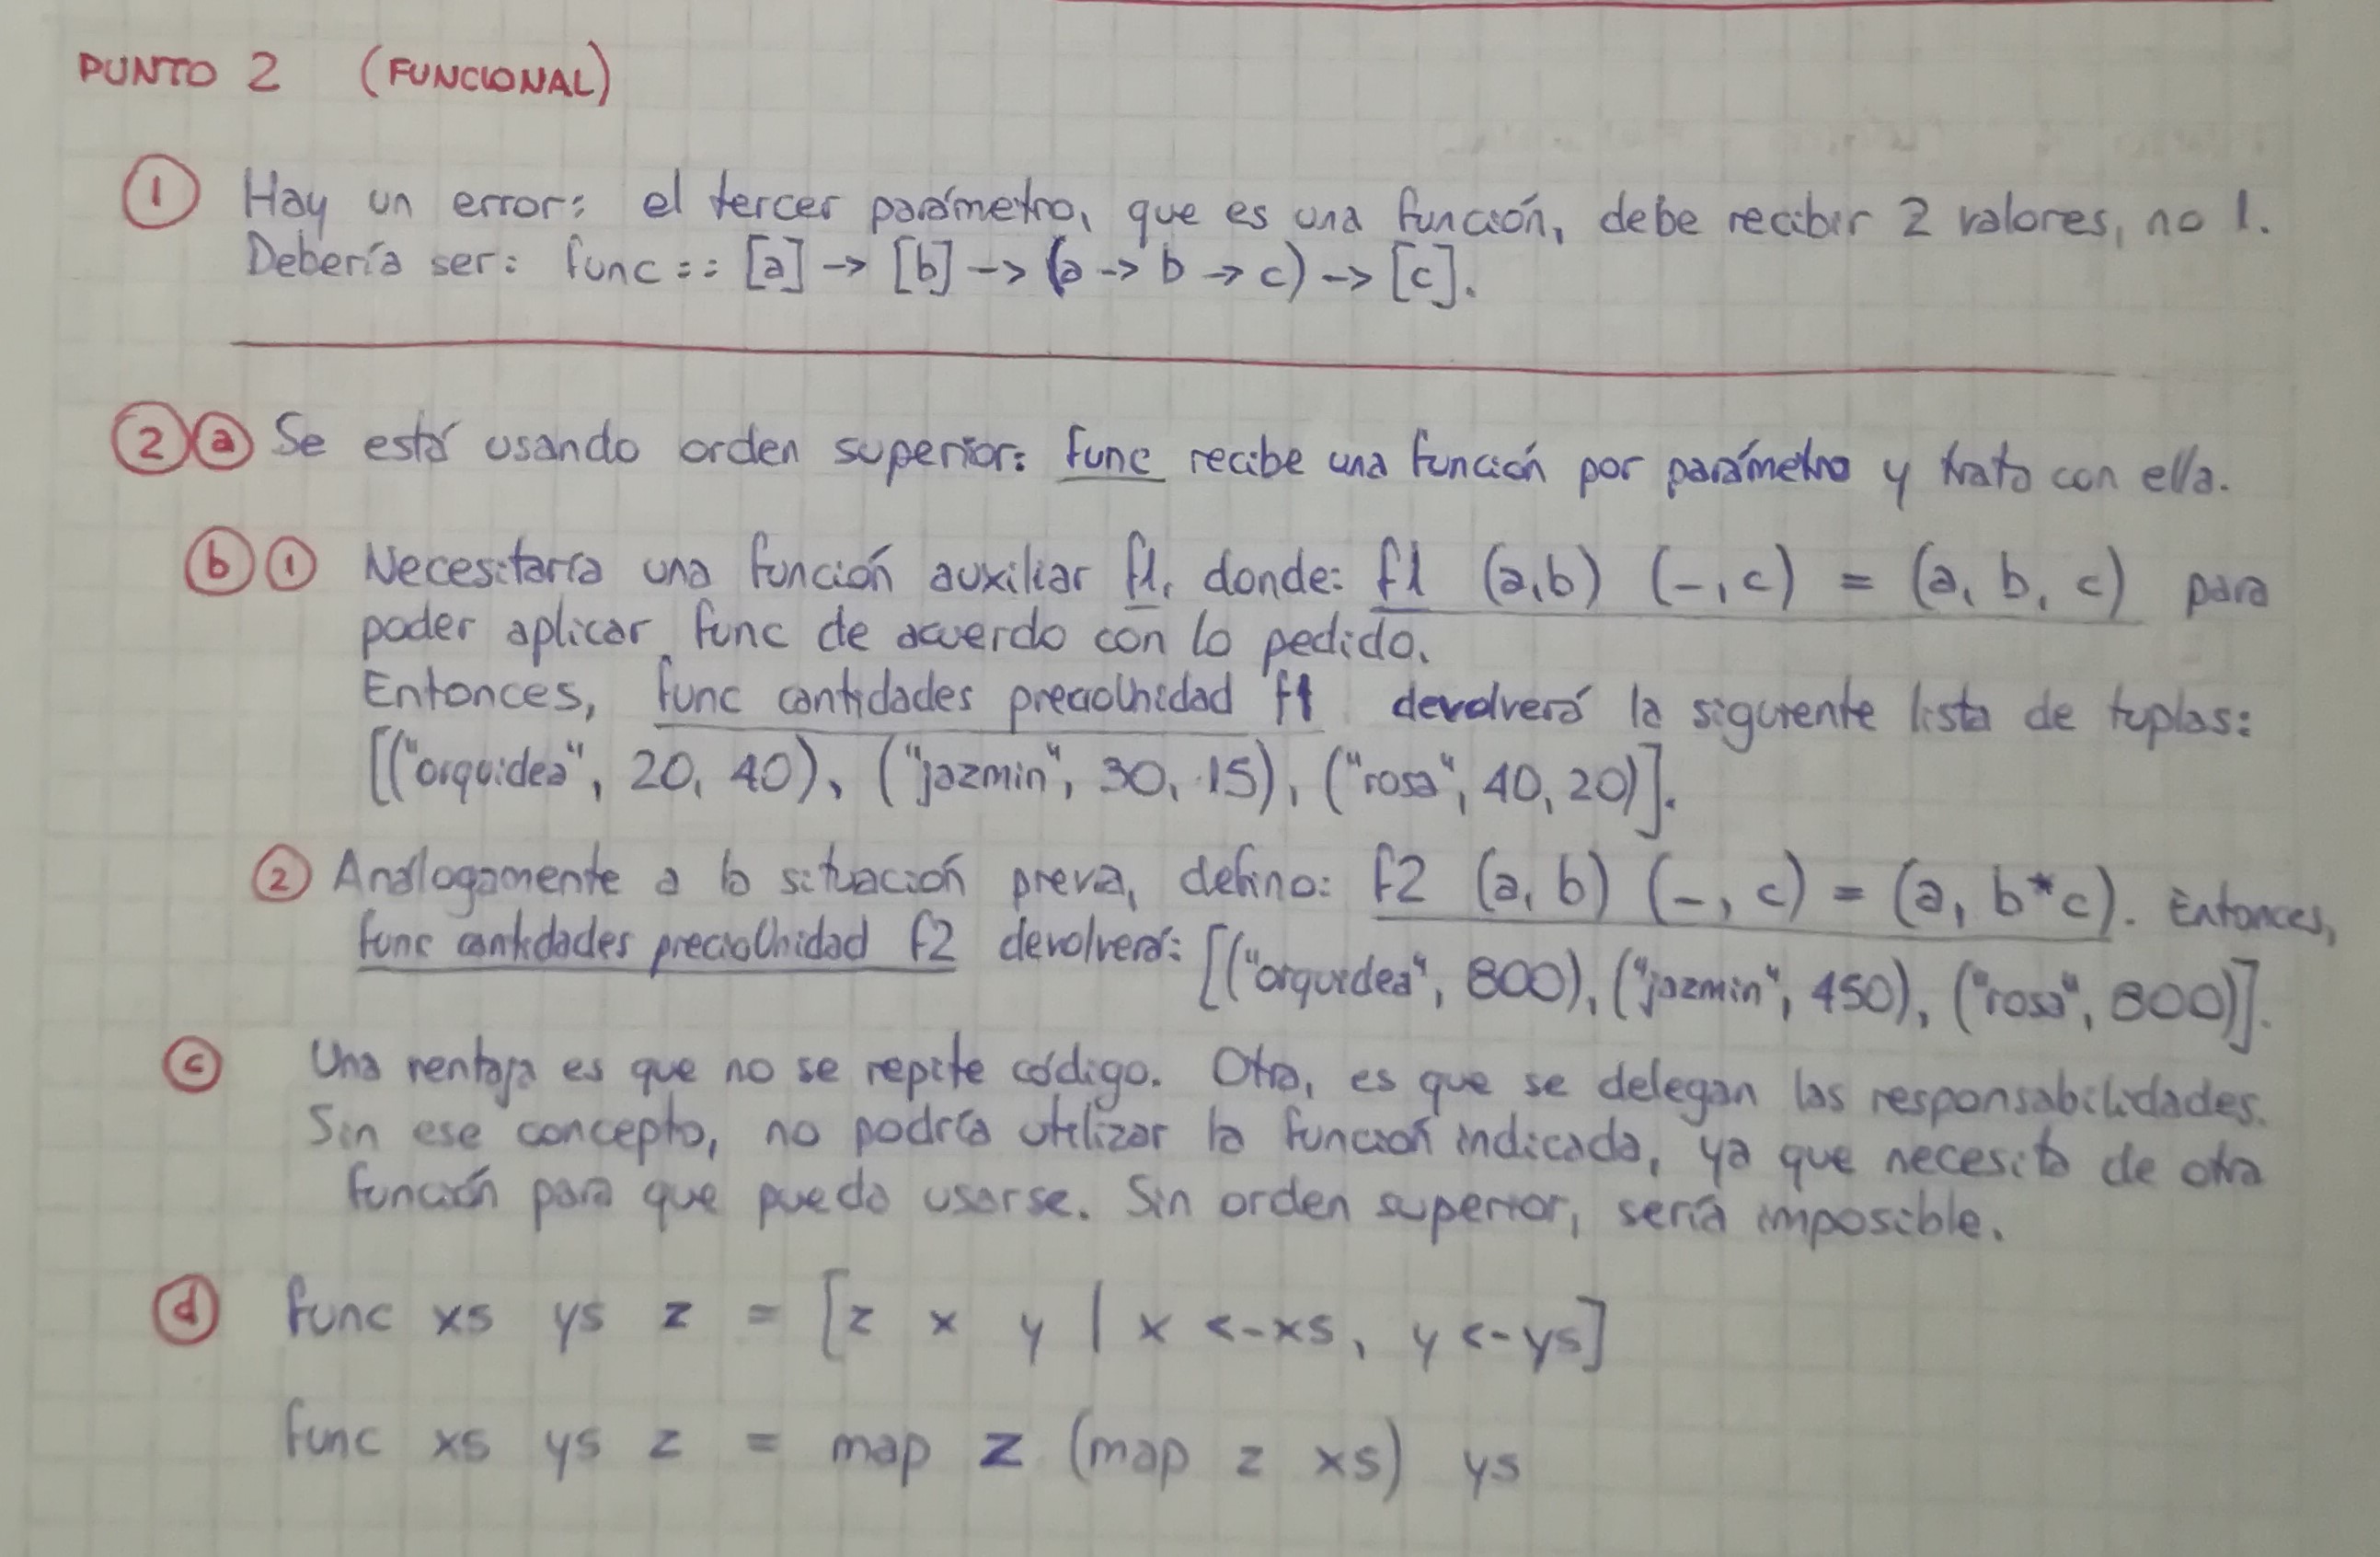 PUNTO 2 (FUNCIONAL)
① Hay un error: el tercer parámetro, que es una función, debe recibir 2 valores, no 1.
Debería ser: func :: [a] -> [b] -> (a -> b -> c) -> [c].
② ⓐ Se está usando orden superior: func recibe una función por parámetro y trata con ella.
ⓑ ① Necesitaría una función auxiliar f1, donde: f1 (a,b) (_, c) = (a, b, c) para
poder aplicar func de acuerdo con lo pedido.
Entonces, func cantidades precioUnidad f1 devolverá la siguiente lista de tuplas:
[("orquidea", 20, 40), ("jazmin", 30, 15), ("rosa", 40, 20)].
② Análogamente a la situación previa, defino: f2 (a, b) (_, c) = (a, b*c). Entonces,
func cantidades precioUnidad f2 devolverá: [("orquidea", 800), ("jazmin", 450), ("rosa", 800)].
ⓒ Una ventaja es que no se repite código. Otra, es que se delegan las responsabilidades.
Sin ese concepto, no podría utilizar la función indicada, ya que necesita de otra
función para que pueda usarse. Sin orden superior, sería imposible.
ⓓ func xs ys z = [z x y | x <- xs, y <- ys]
func xs ys z = map z (map z xs) ys